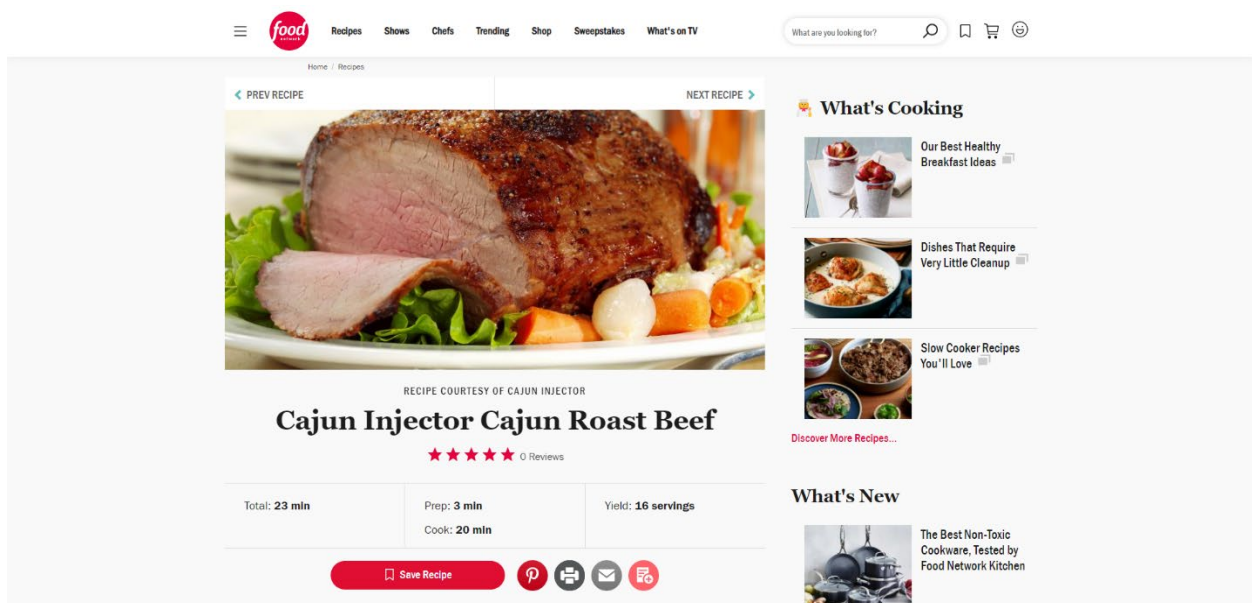 food
network
Recipes Shows Chefs Trending Shop Sweepstakes What's on TV
What are you looking for?
Home / Recipes
PREV RECIPE
NEXT RECIPE
RECIPE COURTESY OF CAJUN INJECTOR
Cajun Injector Cajun Roast Beef
0 Reviews
Total: 23 min
Prep: 3 min
Cook: 20 min
Yield: 16 servings
Save Recipe
What's Cooking
Our Best Healthy
Breakfast Ideas
Dishes That Require
Very Little Cleanup
Slow Cooker Recipes
You'll Love
Discover More Recipes...
What's New
The Best Non-Toxic
Cookware, Tested by
Food Network Kitchen